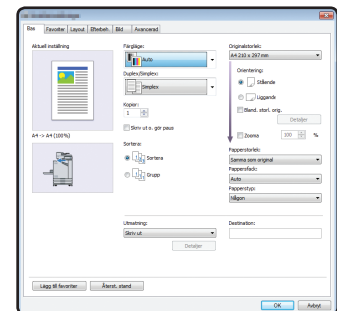 Bas Favoriter Layout Efterbeh. Bild Avancerad
Aktuell inställning
A4 -> A4 (100%)
Färgläge:
Auto
Duplex/Simplex:
Simplex
Kopior:
1
Skriv ut o. gör paus
Sortera:
Sortera
Grupp
Utmatning:
Skriv ut
Detaljer
Originalstorlek:
A4 210 x 297 mm
Orientering:
Stående
Liggande
Bland. storl. orig.
Detaljer
Zooma 100 %
Pappersstorlek:
Samma som original
Pappersfack:
Auto
Papperstyp:
Någon
Destination:
Lägg till favoriter Återst. stand
OK Avbryt